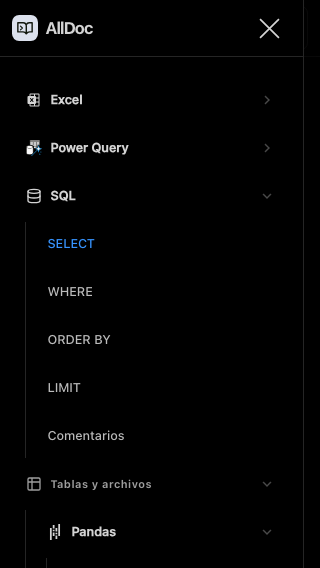 AllDoc
Excel
Power Query
SQL
SELECT
WHERE
ORDER BY
LIMIT
Comentarios
Tablas y archivos
Pandas